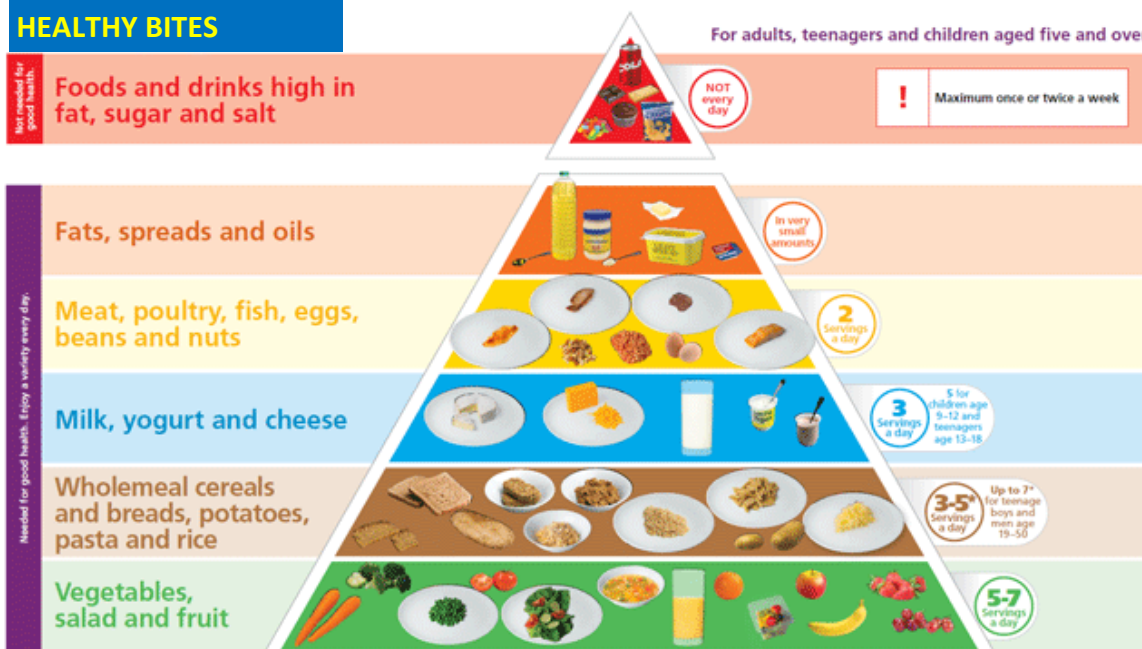 HEALTHY BITES
For adults, teenagers and children aged five and ove
Not needed for
good health.
Foods and drinks high in
fat, sugar and salt
NOT
every
day
!
Maximum once or twice a week
Needed for good health. Enjoy a variety every day.
Fats, spreads and oils
In very
small
amounts
Meat, poultry, fish, eggs,
beans and nuts
2
Servings
a day
Milk, yogurt and cheese
3
Servings
a day
5 for
children age
9–12 and
teenagers
age 13–18
Wholemeal cereals
and breads, potatoes,
pasta and rice
3-5*
Servings
a day
Up to 7*
for teenage
boys and
men age
19–50
Vegetables,
salad and fruit
5-7
Servings
a day